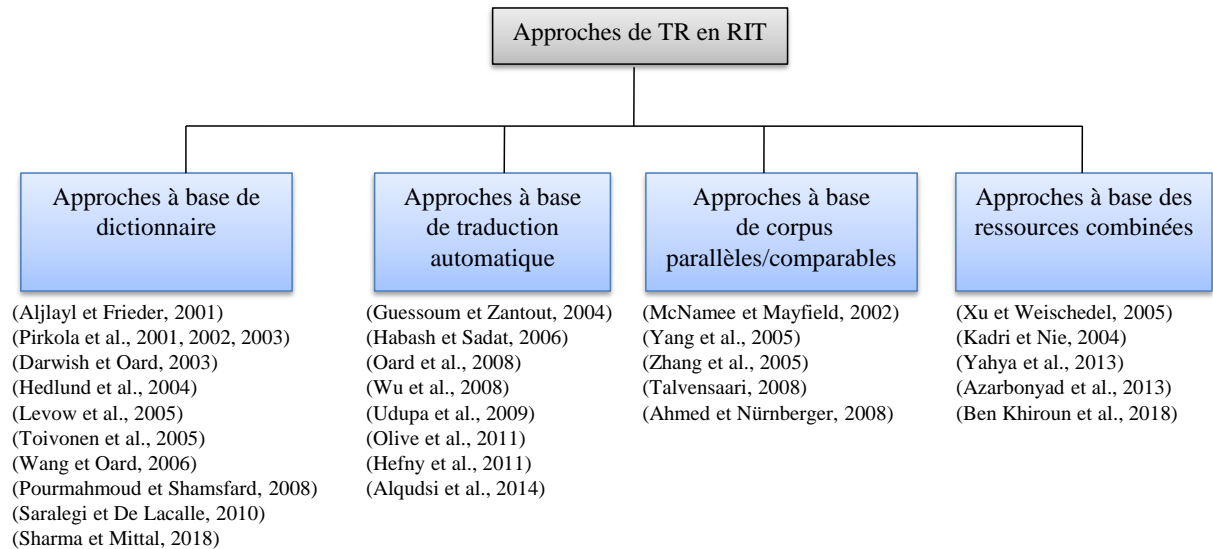 Approches de TR en RIT
Approches à base de
dictionnaire
(Aljlayl et Frieder, 2001)
(Pirkola et al., 2001, 2002, 2003)
(Darwish et Oard, 2003)
(Hedlund et al., 2004)
(Levow et al., 2005)
(Toivonen et al., 2005)
(Wang et Oard, 2006)
(Pourmahmoud et Shamsfard, 2008)
(Saralegi et De Lacalle, 2010)
(Sharma et Mittal, 2018)
Approches à base
de traduction
automatique
(Guessoum et Zantout, 2004)
(Habash et Sadat, 2006)
(Oard et al., 2008)
(Wu et al., 2008)
(Udupa et al., 2009)
(Olive et al., 2011)
(Hefny et al., 2011)
(Alqudsi et al., 2014)
Approches à base
de corpus
parallèles/comparables
(McNamee et Mayfield, 2002)
(Yang et al., 2005)
(Zhang et al., 2005)
(Talvensaari, 2008)
(Ahmed et Nürnberger, 2008)
Approches à base des
ressources combinées
(Xu et Weischedel, 2005)
(Kadri et Nie, 2004)
(Yahya et al., 2013)
(Azarbonyad et al., 2013)
(Ben Khiroun et al., 2018)